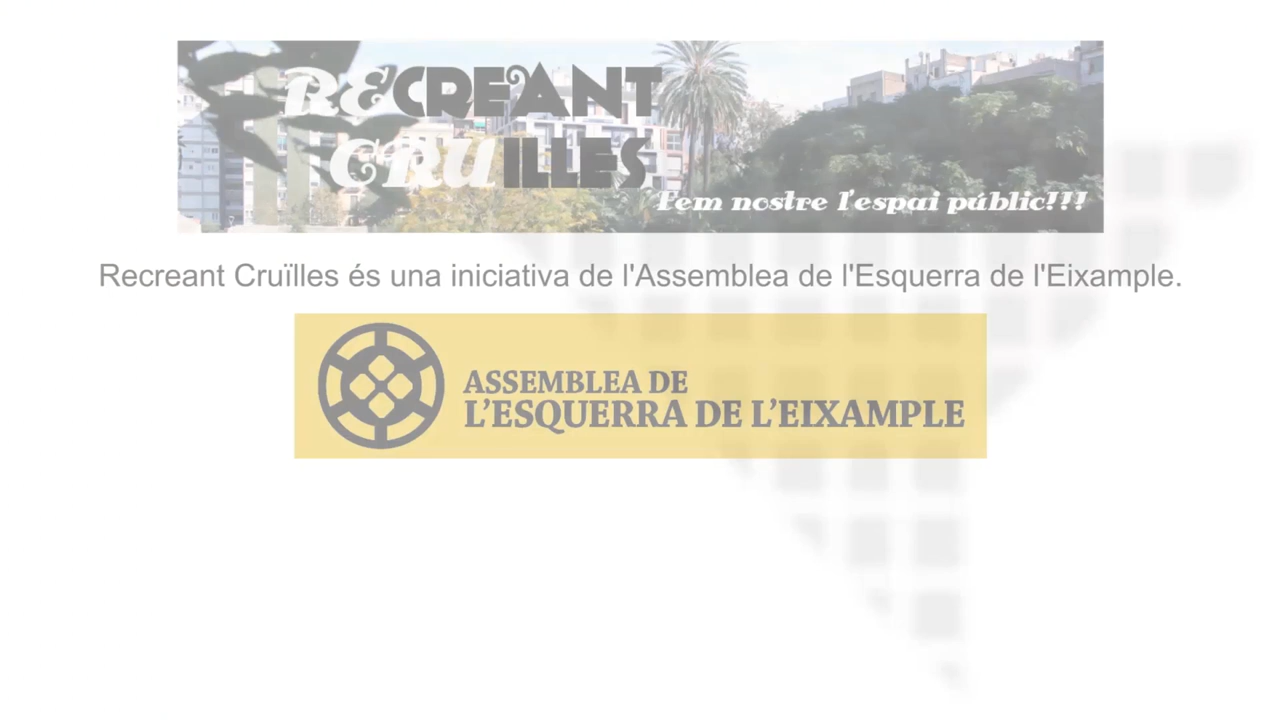 RECREANT
CRUILLES
Fem nostre l'espai públic!!!
Recreant Cruïlles és una iniciativa de l'Assemblea de l'Esquerra de l'Eixample.
ASSEMBLEA DE
L'ESQUERRA DE L'EIXAMPLE